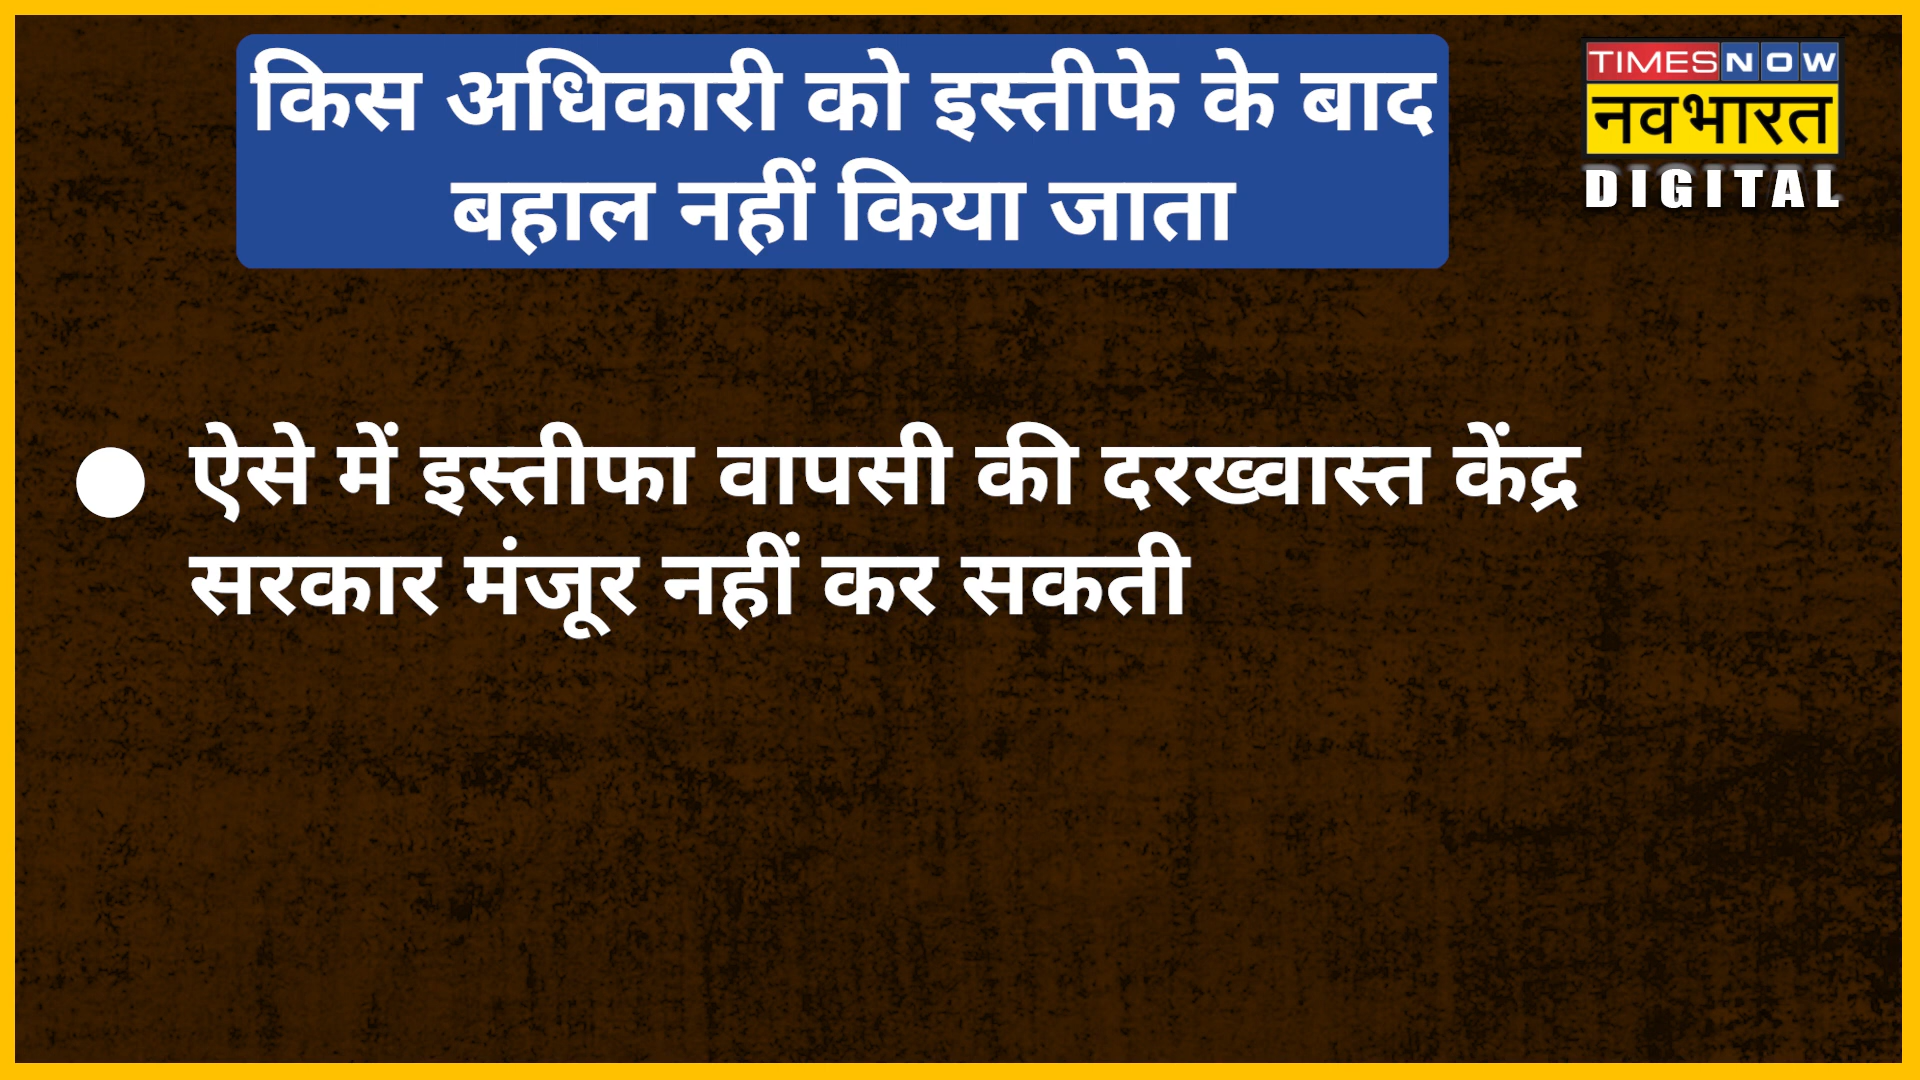 किस अधिकारी को इस्तीफे के बाद
बहाल नहीं किया जाता
TIMES NOW
नवभारत
DIGITAL
ऐसे में इस्तीफा वापसी की दरख्वास्त केंद्र
सरकार मंजूर नहीं कर सकती